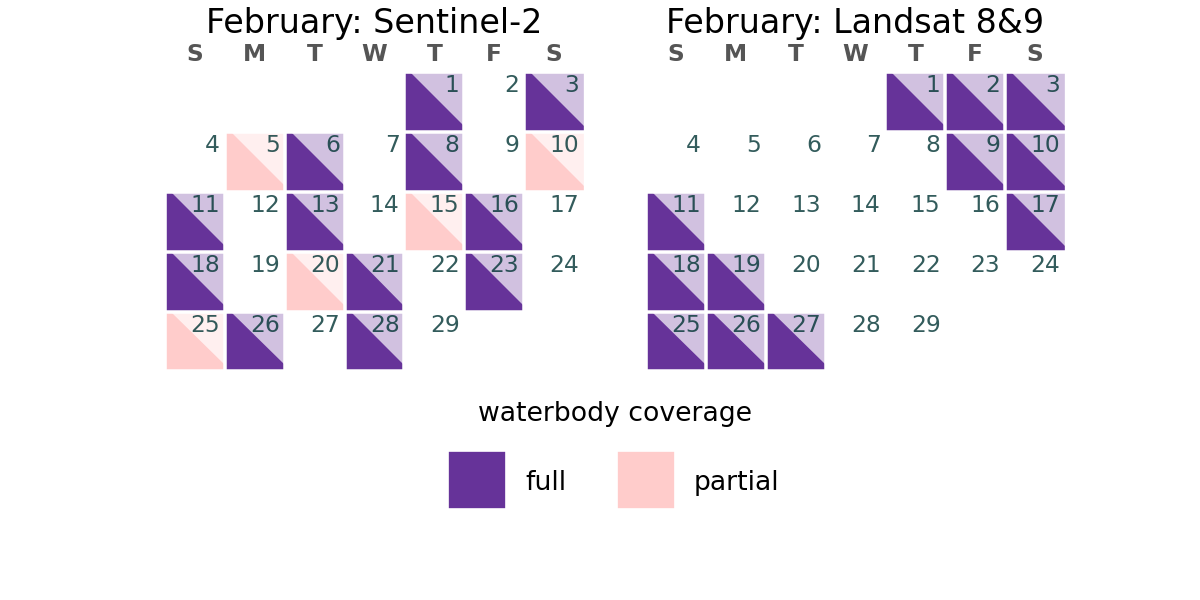 February: Sentinel-2
S M T W T F S
1 2 3
4 5 6 7 8 9 10
11 12 13 14 15 16 17
18 19 20 21 22 23 24
25 26 27 28 29
February: Landsat 8&9
S M T W T F S
1 2 3
4 5 6 7 8 9 10
11 12 13 14 15 16 17
18 19 20 21 22 23 24
25 26 27 28 29
waterbody coverage
full partial